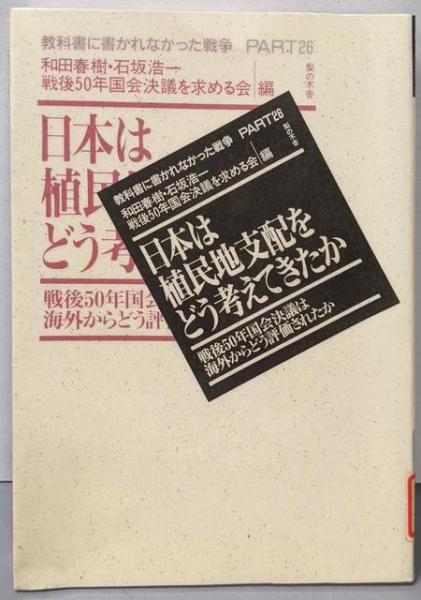 教科書に書かれなかった戦争 PART26
和田春樹・石坂浩一
戦後50年国会決議を求める会
編
梨の木舎
日本は
植民
どう考
戦後50年国会
海外からどう評
教科書に書かれなかった戦争 PART26
和田春樹・石坂浩一
戦後50年国会決議を求める会
編
梨の木舎
日本は
植民地支配を
どう考えてきたか
戦後50年国会決議は
海外からどう評価されたか